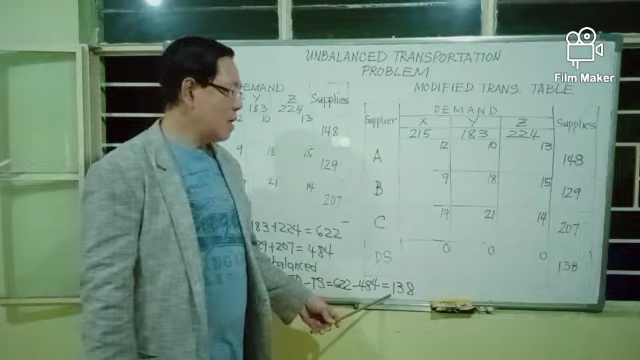 Film Maker
UNBALANCED TRANSPORTATION
PROBLEM
DEMAND
Y Z Supplies
183 224
10 13
148
9 18 15
129
21 14
207
183+224=622
29+207=484
-TS=622-484=138
MODIFIED TRANS. TABLE
Supplier DEMAND Supplies
X Y Z
215 183 224
A 12 10 13 148
B 9 18 15 129
C 19 21 14 207
DS 0 0 0 138